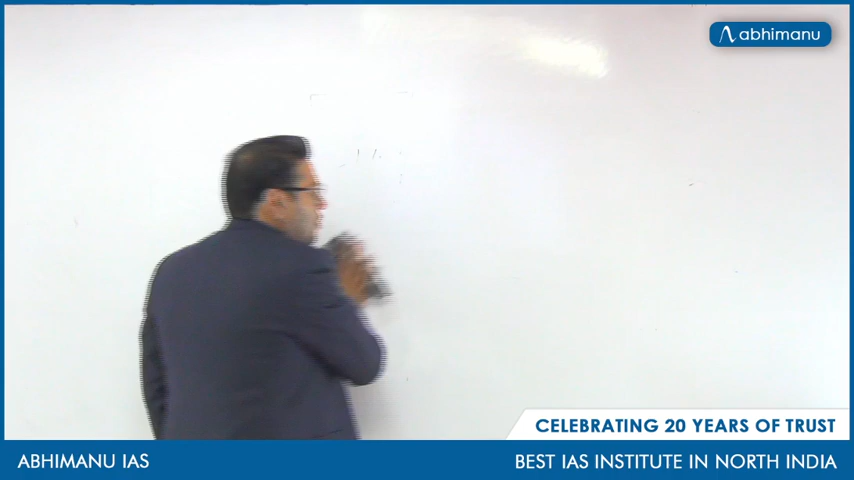 abhimanu
CELEBRATING 20 YEARS OF TRUST
ABHIMANU IAS
BEST IAS INSTITUTE IN NORTH INDIA